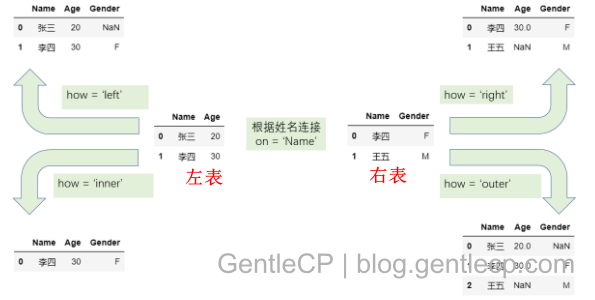 Name Age Gender
0 张三 20 NaN
1 李四 30 F
Name Age Gender
0 李四 30.0 F
1 王五 NaN M
how = ‘left’
how = ‘right’
Name Age
0 张三 20
1 李四 30
左表
根据姓名连接
on = ‘Name’
Name Gender
0 李四 F
1 王五 M
右表
how = ‘inner’
how = ‘outer’
Name Age Gender
0 李四 30 F
Name Age Gender
0 张三 20.0 NaN
1 李四 30.0 F
2 王五 NaN M
GentleCP | blog.gentlecp.com